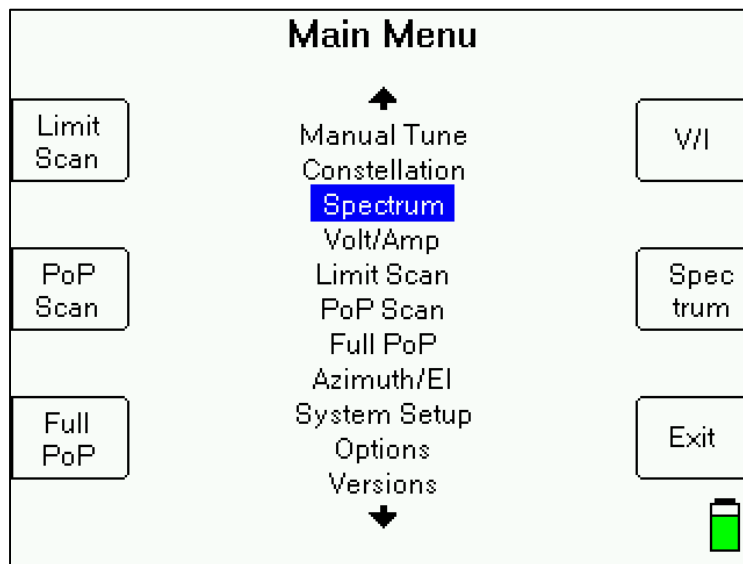 Main Menu
Limit
Scan
PoP
Scan
Full
PoP
Manual Tune
Constellation
Spectrum
Volt/Amp
Limit Scan
PoP Scan
Full PoP
Azimuth/El
System Setup
Options
Versions
V/I
Spec
trum
Exit